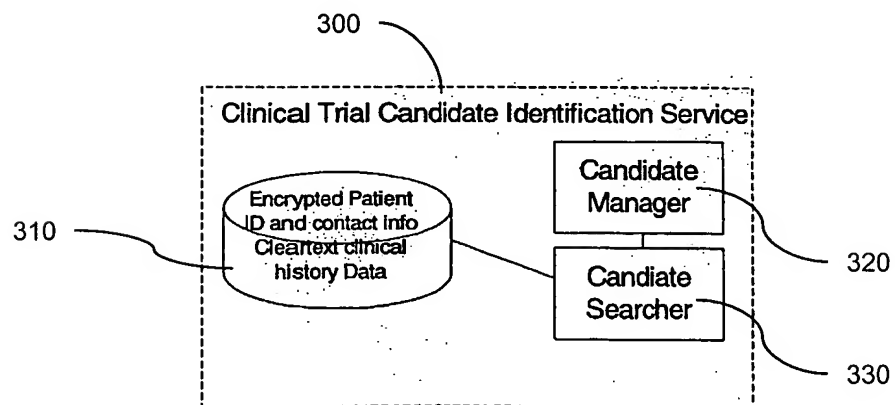 300
Clinical Trial Candidate Identification Service
Encrypted Patient
ID and contact info
Cleartext clinical
history Data
Candidate
Manager
Candiate
Searcher
310
320
330